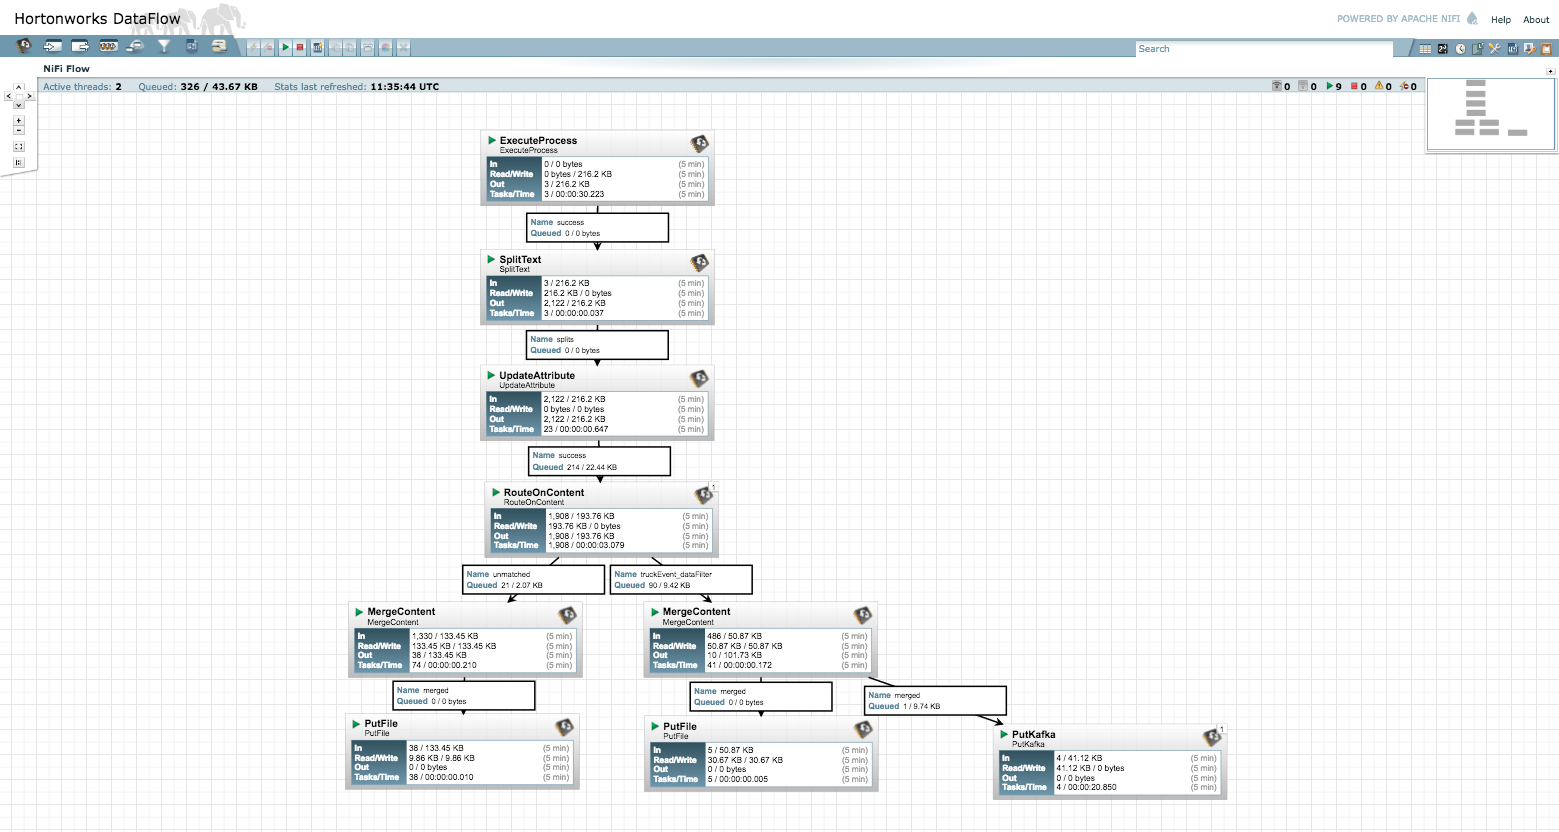 Hortonworks DataFlow
POWERED BY APACHE NIFI
Help
About
Search
NiFi Flow
Active threads: 2
Queued: 326 / 43.67 KB
Stats last refreshed: 11:35:44 UTC
0
0
9
0
0
0
ExecuteProcess
ExecuteProcess
In 0 / 0 bytes (5 min)
Read/Write 0 bytes / 216.2 KB (5 min)
Out 3 / 216.2 KB (5 min)
Tasks/Time 3 / 00:00:30.223 (5 min)
Name success
Queued 0 / 0 bytes
SplitText
SplitText
In 3 / 216.2 KB (5 min)
Read/Write 216.2 KB / 0 bytes (5 min)
Out 2,122 / 216.2 KB (5 min)
Tasks/Time 3 / 00:00:00.037 (5 min)
Name splits
Queued 0 / 0 bytes
UpdateAttribute
UpdateAttribute
In 2,122 / 216.2 KB (5 min)
Read/Write 0 bytes / 0 bytes (5 min)
Out 2,122 / 216.2 KB (5 min)
Tasks/Time 23 / 00:00:00.647 (5 min)
Name success
Queued 214 / 22.44 KB
RouteOnContent
1
RouteOnContent
In 1,908 / 193.76 KB (5 min)
Read/Write 193.76 KB / 0 bytes (5 min)
Out 1,908 / 193.76 KB (5 min)
Tasks/Time 1,908 / 00:00:03.079 (5 min)
Name unmatched
Queued 21 / 2.07 KB
Name truckEvent_dataFilter
Queued 90 / 9.42 KB
MergeContent
MergeContent
In 1,330 / 133.45 KB (5 min)
Read/Write 133.45 KB / 133.45 KB (5 min)
Out 38 / 133.45 KB (5 min)
Tasks/Time 74 / 00:00:00.210 (5 min)
MergeContent
MergeContent
In 486 / 50.87 KB (5 min)
Read/Write 50.87 KB / 50.87 KB (5 min)
Out 10 / 101.73 KB (5 min)
Tasks/Time 41 / 00:00:00.172 (5 min)
Name merged
Queued 0 / 0 bytes
Name merged
Queued 0 / 0 bytes
Name merged
Queued 1 / 9.74 KB
PutFile
PutFile
In 38 / 133.45 KB (5 min)
Read/Write 9.86 KB / 9.86 KB (5 min)
Out 0 / 0 bytes (5 min)
Tasks/Time 38 / 00:00:00.010 (5 min)
PutFile
PutFile
In 5 / 50.87 KB (5 min)
Read/Write 30.67 KB / 30.67 KB (5 min)
Out 0 / 0 bytes (5 min)
Tasks/Time 5 / 00:00:00.005 (5 min)
PutKafka
1
PutKafka
In 4 / 41.12 KB (5 min)
Read/Write 41.12 KB / 0 bytes (5 min)
Out 0 / 0 bytes (5 min)
Tasks/Time 4 / 00:00:20.850 (5 min)